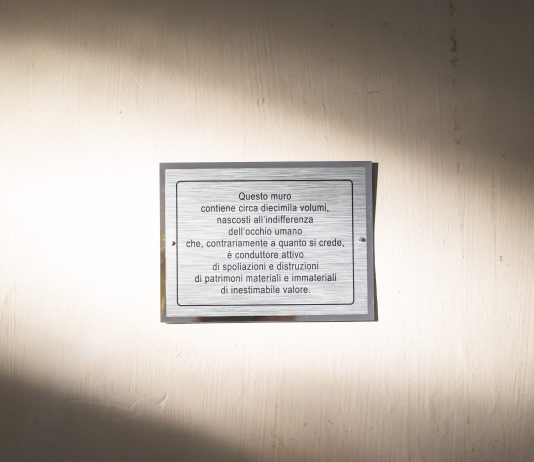 Questo muro
contiene circa diecimila volumi,
nascosti all'indifferenza
dell'occhio umano
che, contrariamente a quanto si crede,
è conduttore attivo
di spoliazioni e distruzioni
di patrimoni materiali e immateriali
di inestimabile valore.